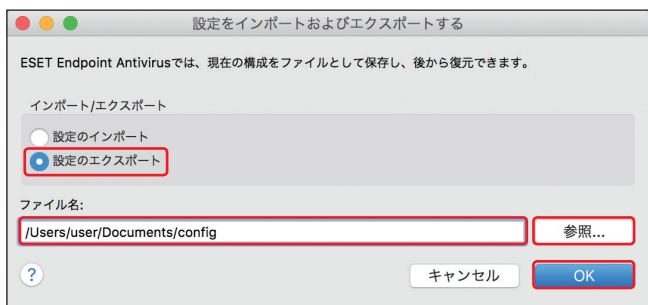 設定をインポートおよびエクスポートする
ESET Endpoint Antivirusでは、現在の構成をファイルとして保存し、後から復元できます。
インポート/エクスポート
設定のインポート
設定のエクスポート
ファイル名:
/Users/user/Documents/config
参照...
?
キャンセル
OK